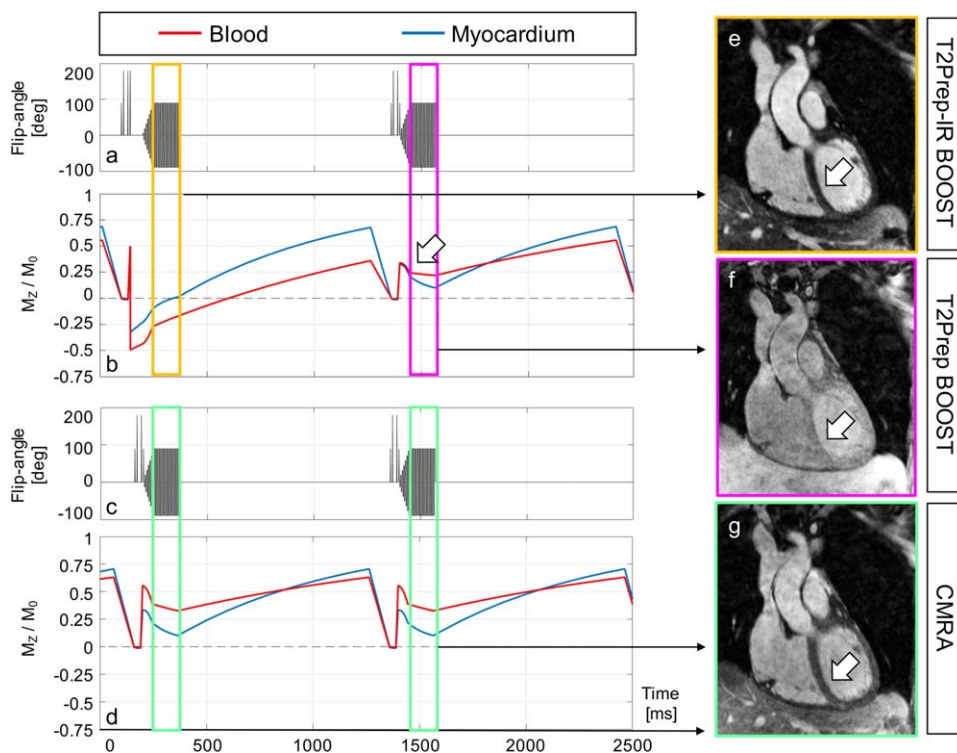 Blood Myocardium
200
100
0
-100
Flip-angle
[deg]
a
1
0.75
0.5
0.25
0
-0.25
-0.5
-0.75
Mz / M0
b
200
100
0
-100
Flip-angle
[deg]
c
0.75
0.5
0.25
0
-0.25
-0.5
-0.75
Mz / M0
d
0 500 1000 1500 2000 2500
Time
[ms]
e
T2Prep-IR BOOST
f
T2Prep BOOST
g
CMRA